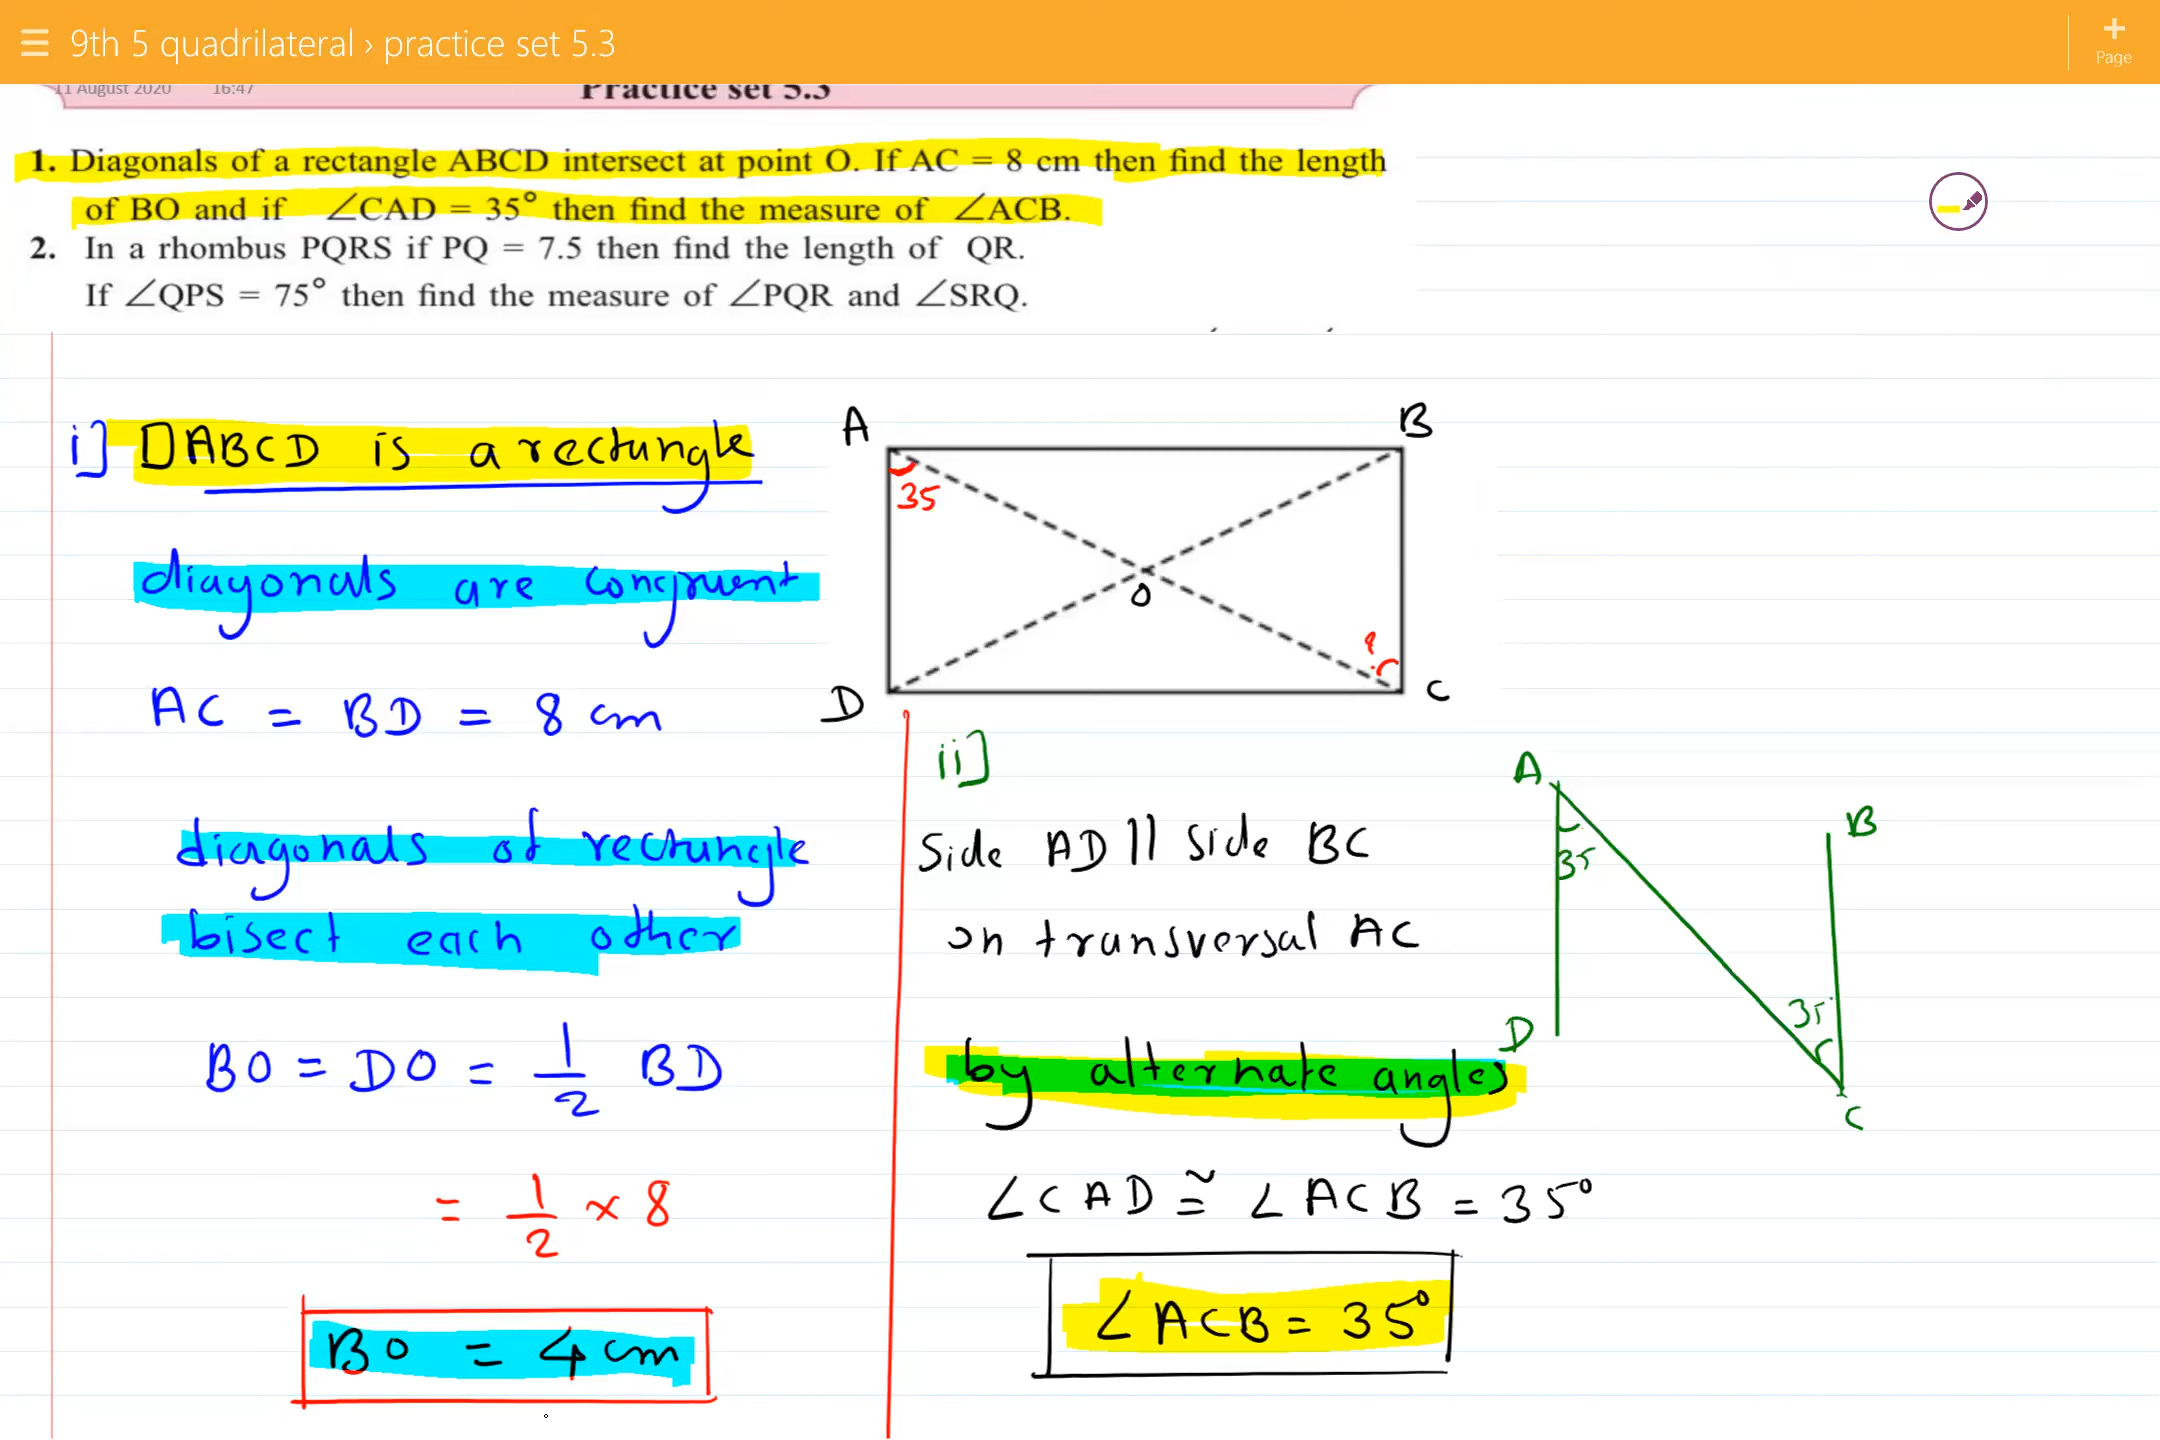 9th 5 quadrilateral › practice set 5.3
+
Page
11 August 2020 16:47
Practice set 5.3
1. Diagonals of a rectangle ABCD intersect at point O. If AC = 8 cm then find the length
of BO and if ∠CAD = 35° then find the measure of ∠ACB.
2. In a rhombus PQRS if PQ = 7.5 then find the length of QR.
If ∠QPS = 75° then find the measure of ∠PQR and ∠SRQ.
i] □ABCD is a rectungle
diagonals are congruent
AC = BD = 8 cm
diagonals of rectungle
bisect each other
BO = DO = 1/2 BD
= 1/2 × 8
BO = 4 cm
A
B
35
O
?
D
C
ii]
Side AD || side BC
on transversal AC
by alternate angles
∠CAD ≅ ∠ACB = 35°
∠ACB = 35°
A
B
35
35
D
C